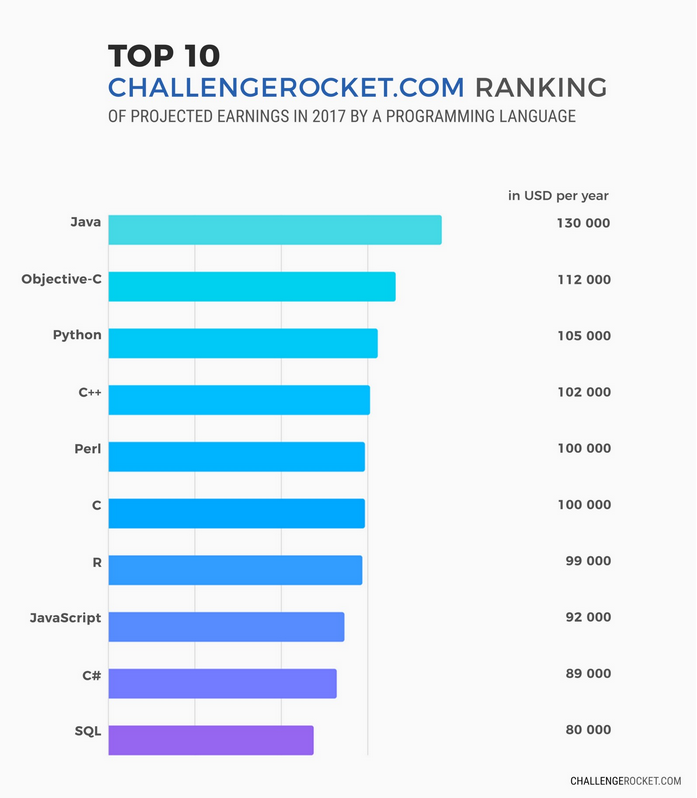 TOP 10
CHALLENGEROCKET.COM RANKING
OF PROJECTED EARNINGS IN 2017 BY A PROGRAMMING LANGUAGE
in USD per year
Java 130 000
Objective-C 112 000
Python 105 000
C++ 102 000
Perl 100 000
C 100 000
R 99 000
JavaScript 92 000
C# 89 000
SQL 80 000
CHALLENGEROCKET.COM